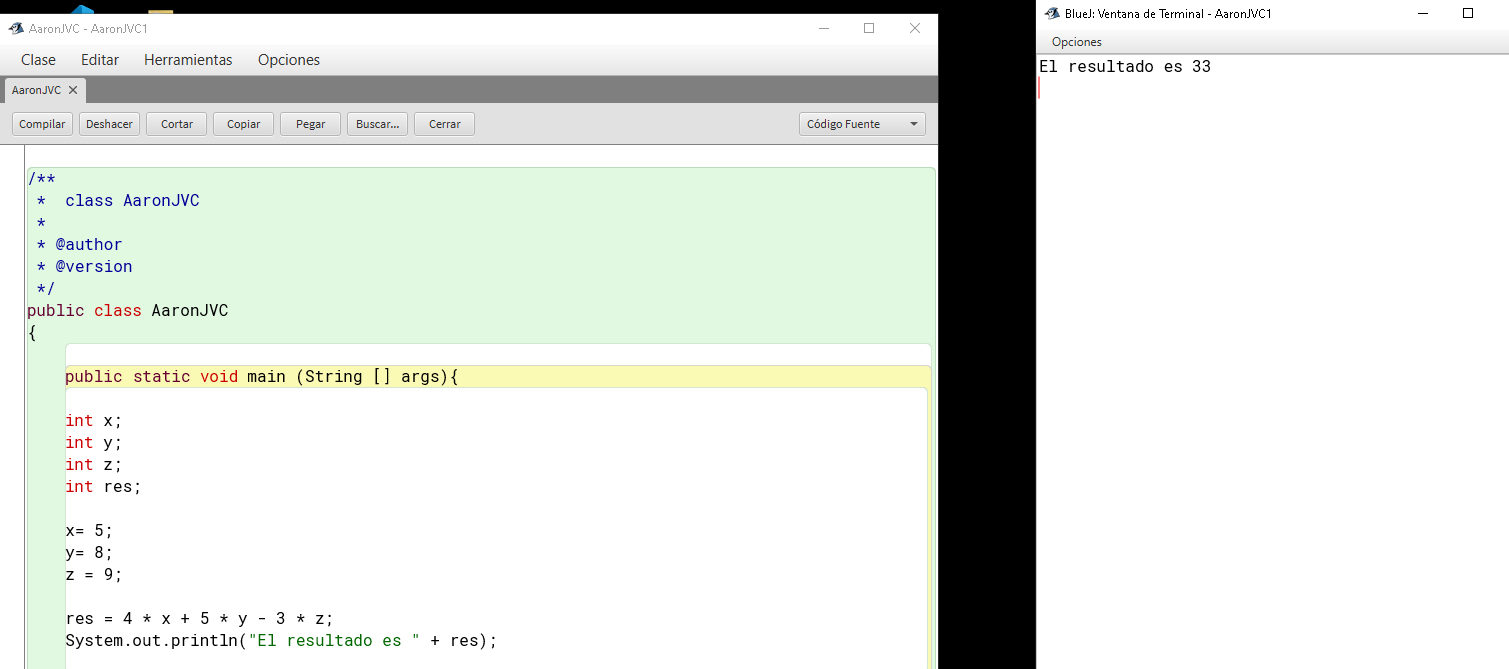 AaronJVC - AaronJVC1
Clase Editar Herramientas Opciones
AaronJVC
Compilar Deshacer Cortar Copiar Pegar Buscar... Cerrar Código Fuente
/**
 *  class AaronJVC
 *
 * @author
 * @version
 */
public class AaronJVC
{
    public static void main (String [] args){
    int x;
    int y;
    int z;
    int res;
    x= 5;
    y= 8;
    z = 9;
    res = 4 * x + 5 * y - 3 * z;
    System.out.println("El resultado es " + res);
BlueJ: Ventana de Terminal - AaronJVC1
Opciones
El resultado es 33